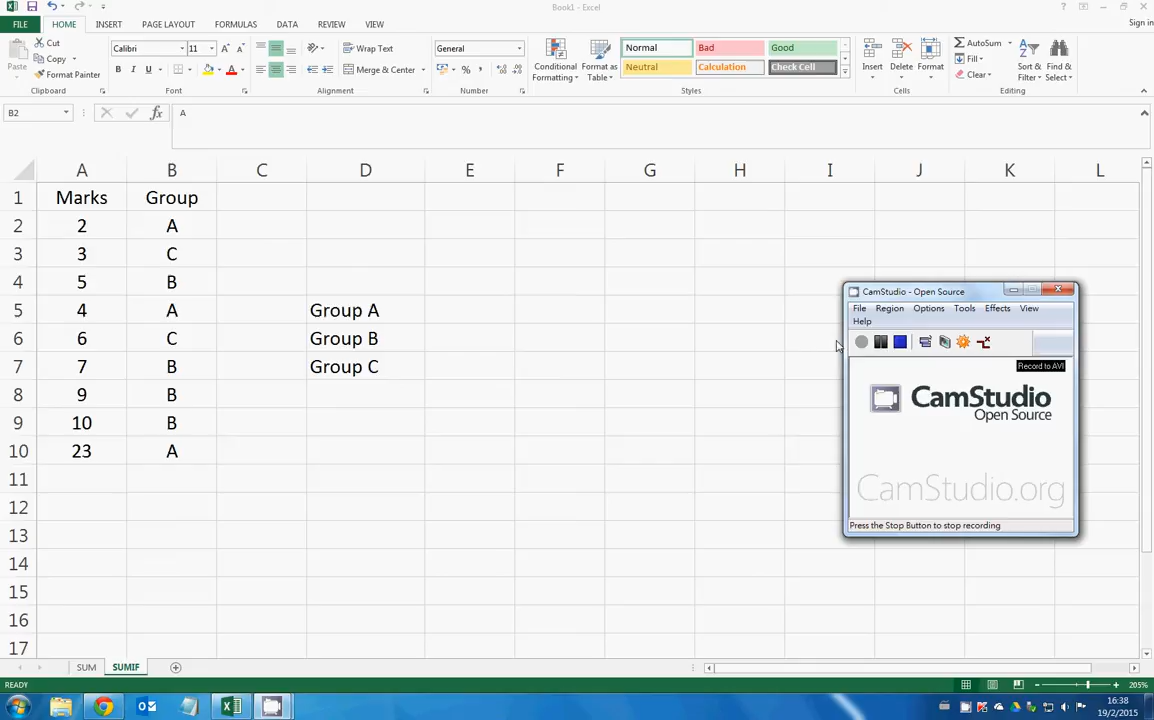 Book1 - Excel
Sign in
FILE HOME INSERT PAGE LAYOUT FORMULAS DATA REVIEW VIEW
Cut
Copy
Format Painter
Paste
Calibri 11
B I U
Wrap Text
Merge & Center
General
Conditional Formatting
Format as Table
Normal Bad Good
Neutral Calculation Check Cell
Insert Delete Format
AutoSum
Fill
Clear
Sort & Filter
Find & Select
Clipboard Font Alignment Number Styles Cells Editing
B2 fx A
A B C D E F G H I J K L
1 Marks Group
2 2 A
3 3 C
4 5 B
5 4 A Group A
6 6 C Group B
7 7 B Group C
8 9 B
9 10 B
10 23 A
11
12
13
14
15
16
17
CamStudio - Open Source
File Region Options Tools Effects View
Help
Record to AVI
CamStudio
Open Source
CamStudio.org
Press the Stop Button to stop recording
SUM SUMIF
READY
205%
16:38
19/2/2015